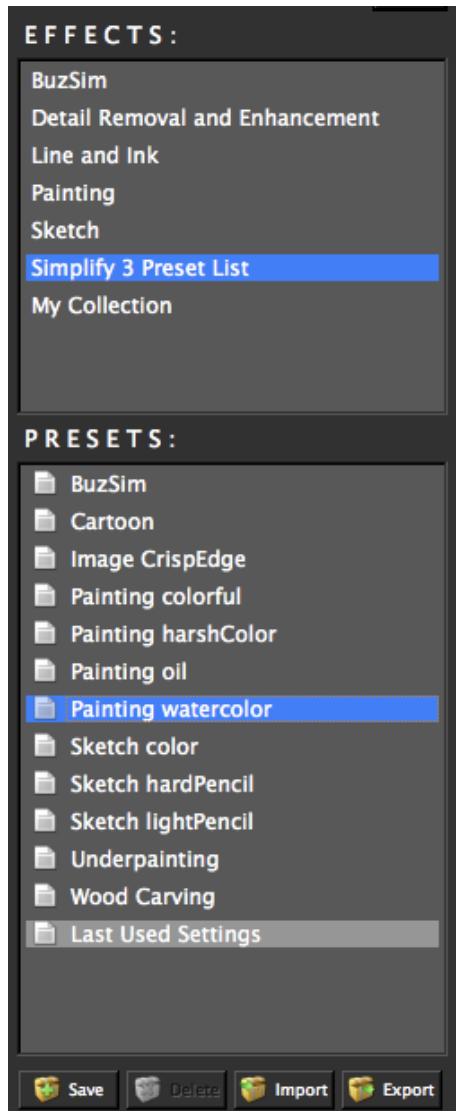 EFFECTS:
BuzSim
Detail Removal and Enhancement
Line and Ink
Painting
Sketch
Simplify 3 Preset List
My Collection
PRESETS:
BuzSim
Cartoon
Image CrispEdge
Painting colorful
Painting harshColor
Painting oil
Painting watercolor
Sketch color
Sketch hardPencil
Sketch lightPencil
Underpainting
Wood Carving
Last Used Settings
Save Delete Import Export